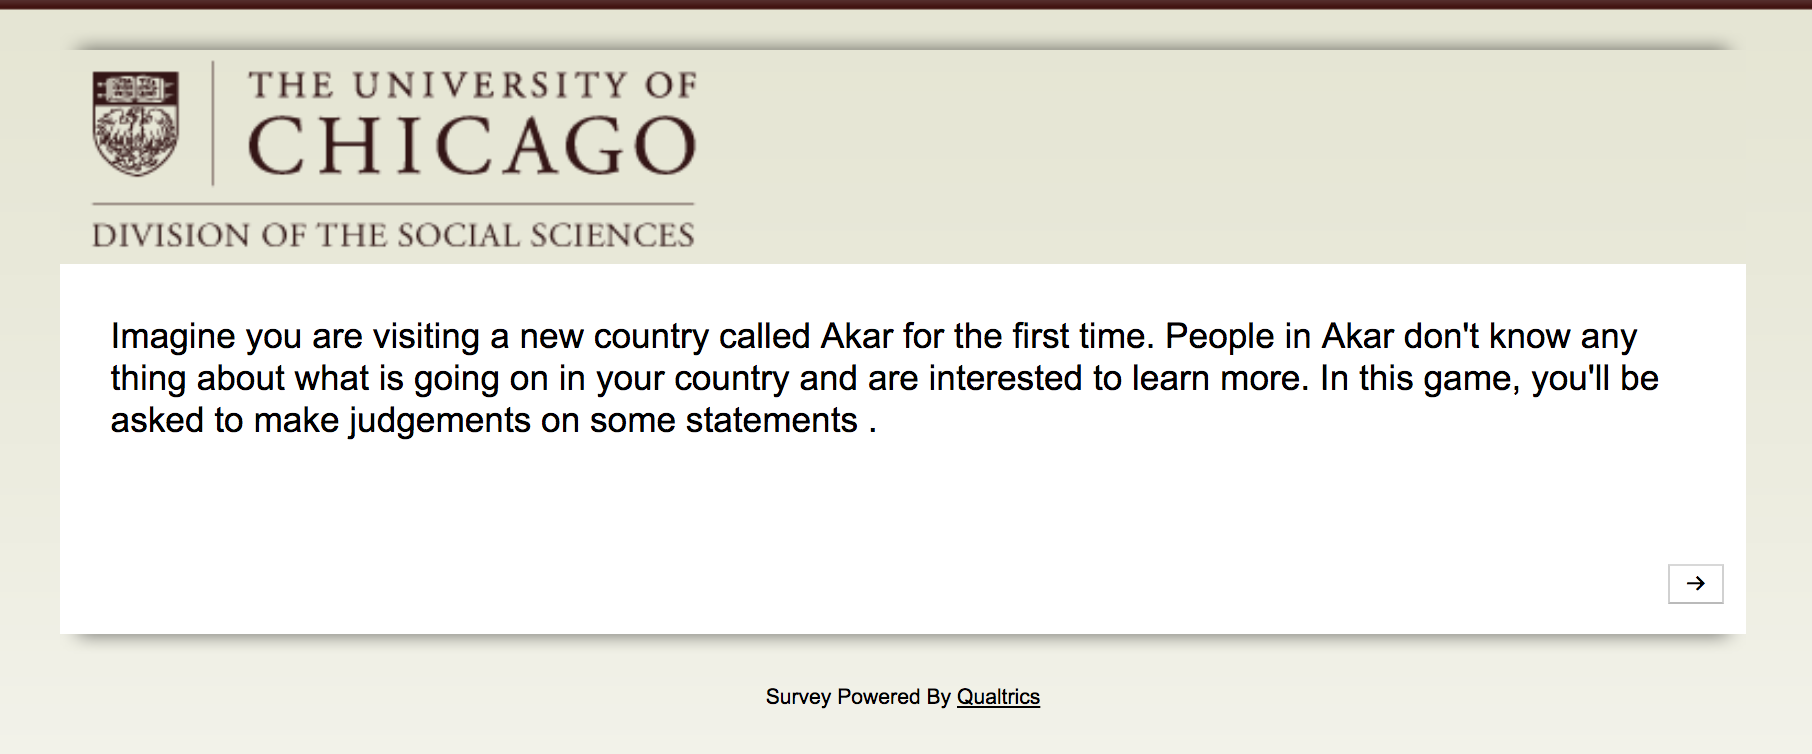 THE UNIVERSITY OF
CHICAGO
DIVISION OF THE SOCIAL SCIENCES
Imagine you are visiting a new country called Akar for the first time. People in Akar don't know any
thing about what is going on in your country and are interested to learn more. In this game, you'll be
asked to make judgements on some statements .
→
Survey Powered By Qualtrics